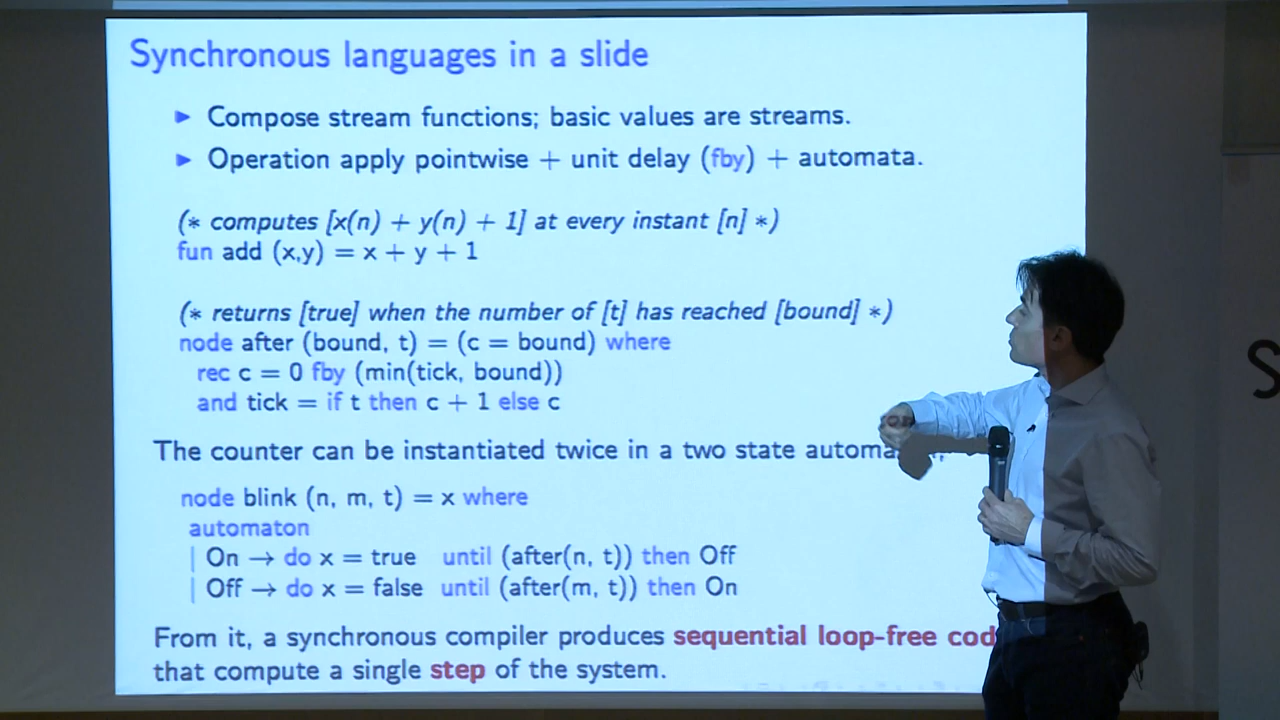 Synchronous languages in a slide
▶ Compose stream functions; basic values are streams.
▶ Operation apply pointwise + unit delay (fby) + automata.
(* computes [x(n) + y(n) + 1] at every instant [n] *)
fun add (x,y) = x + y + 1
(* returns [true] when the number of [t] has reached [bound] *)
node after (bound, t) = (c = bound) where
rec c = 0 fby (min(tick, bound))
and tick = if t then c + 1 else c
The counter can be instantiated twice in a two state
node blink (n, m, t) = x where
automaton
| On → do x = true until (after(n, t)) then Off
| Off → do x = false until (after(m, t)) then On
From it, a synchronous compiler produces sequential loop-free cod
that compute a single step of the system.
S